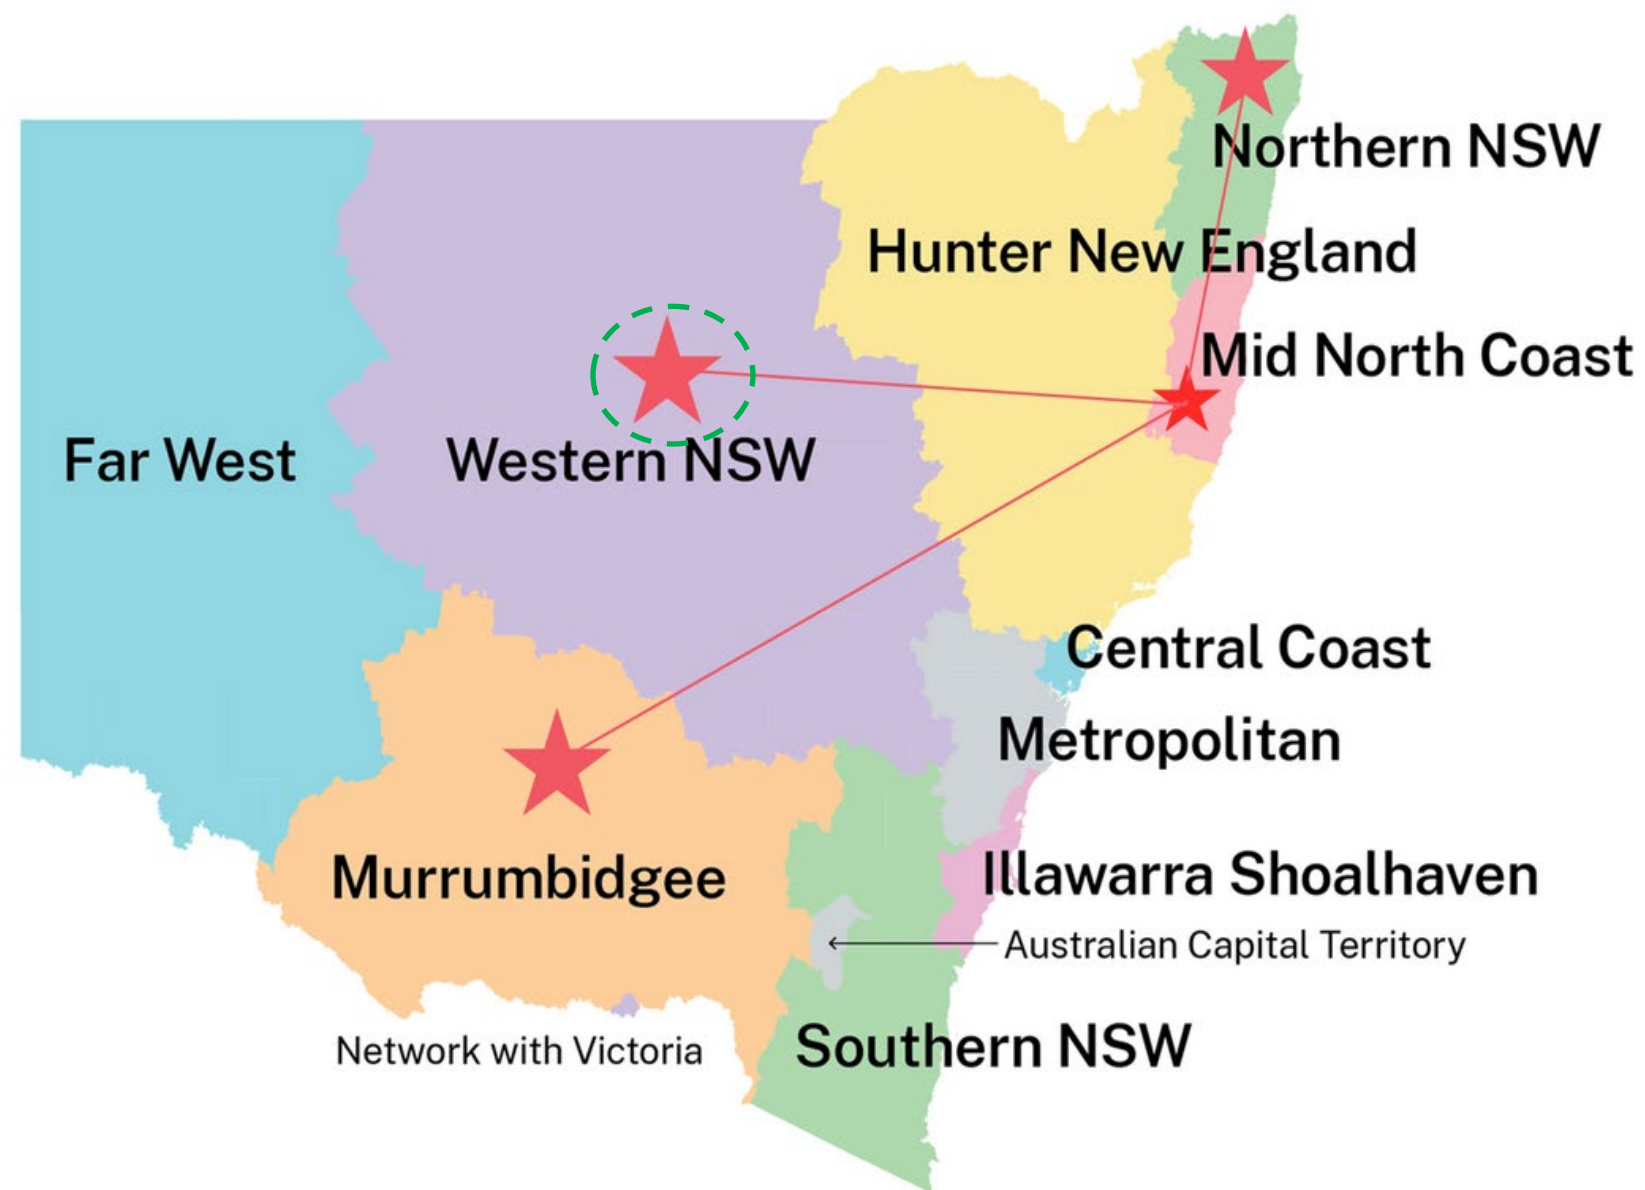 Northern NSW
Hunter New England
Mid North Coast
Far West
Western NSW
Central Coast
Metropolitan
Murrumbidgee
Illawarra Shoalhaven
Australian Capital Territory
Network with Victoria
Southern NSW